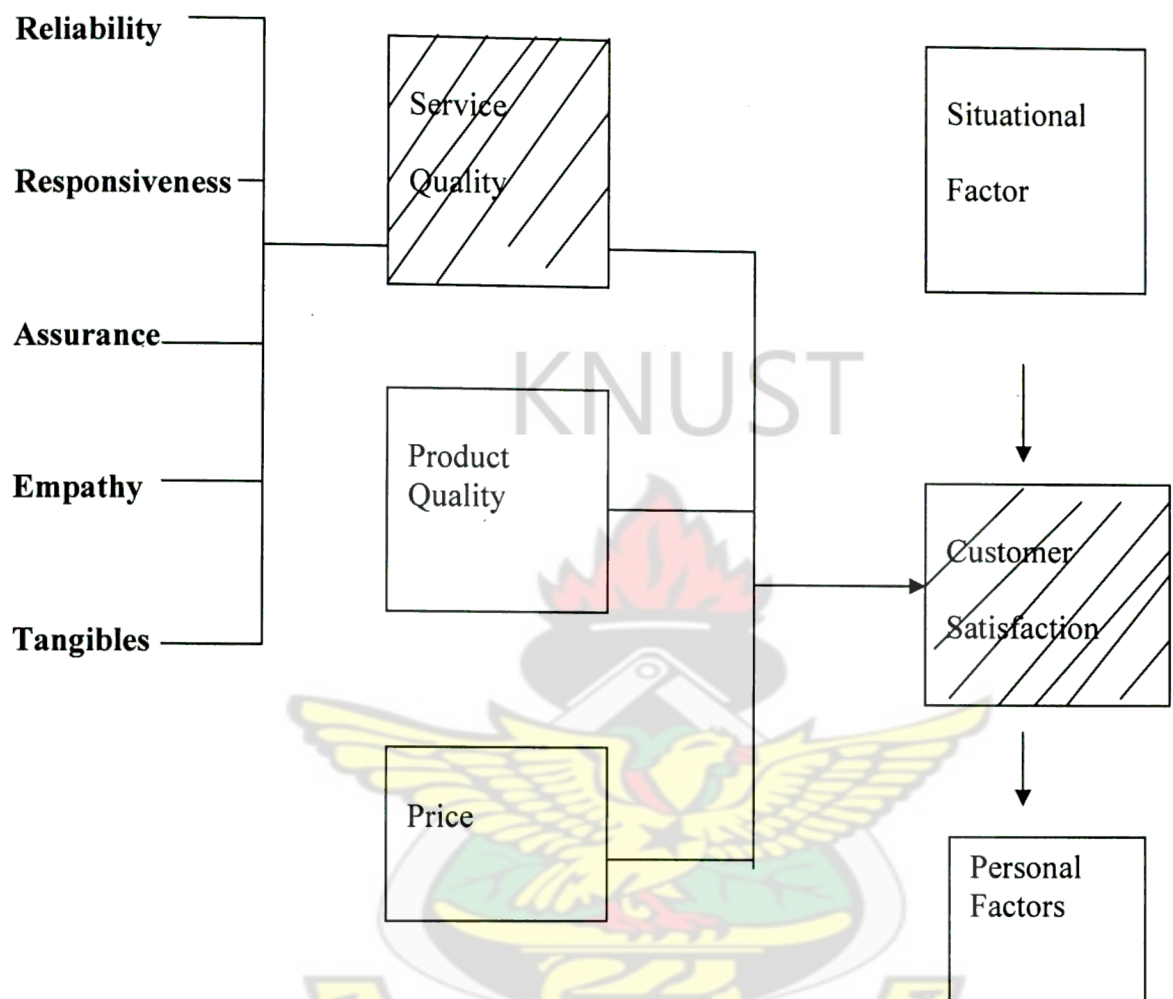 Reliability
Responsiveness
Assurance
Empathy
Tangibles
Service
Quality
Product
Quality
Price
Situational
Factor
Customer
Satisfaction
Personal
Factors
KNUST